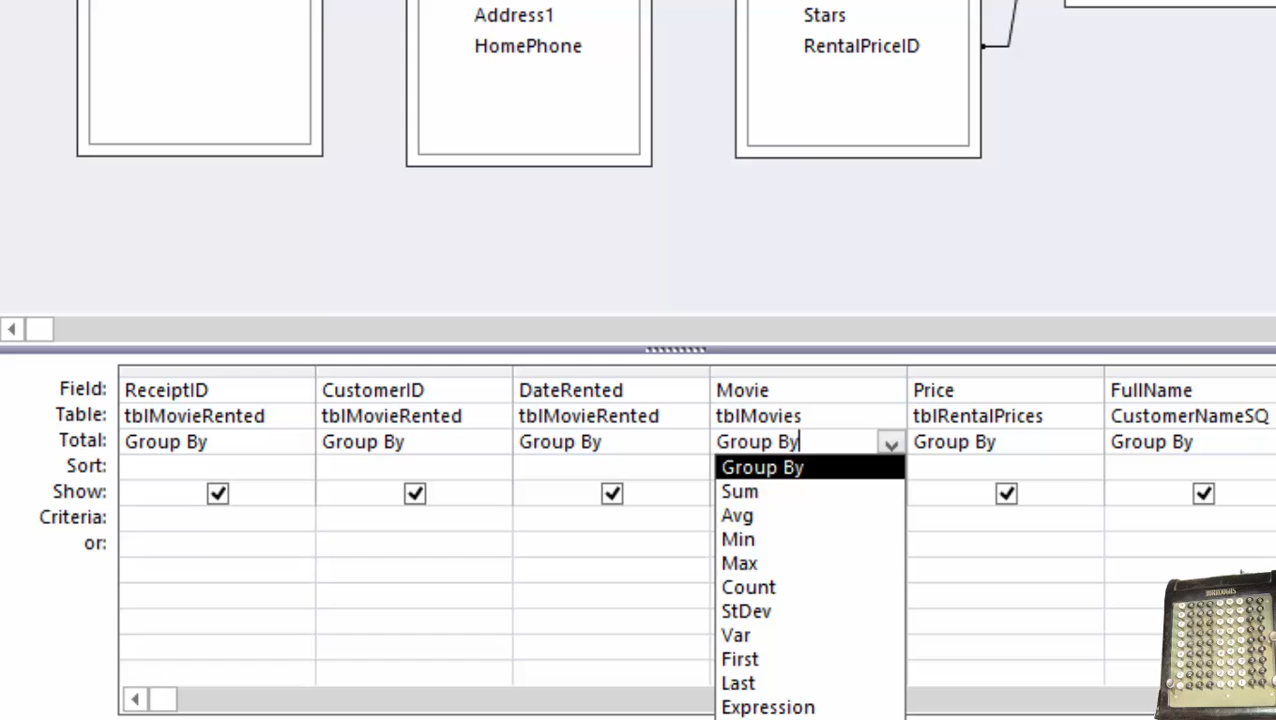 Address1
HomePhone
Stars
RentalPriceID
Field: ReceiptID CustomerID DateRented Movie Price FullName
Table: tblMovieRented tblMovieRented tblMovieRented tblMovies tblRentalPrices CustomerNameSQ
Total: Group By Group By Group By Group By Group By Group By
Sort: Group By
Show: Sum
Avg
Criteria:
Min
or:
Max
Count
StDev
Var
First
Last
Expression